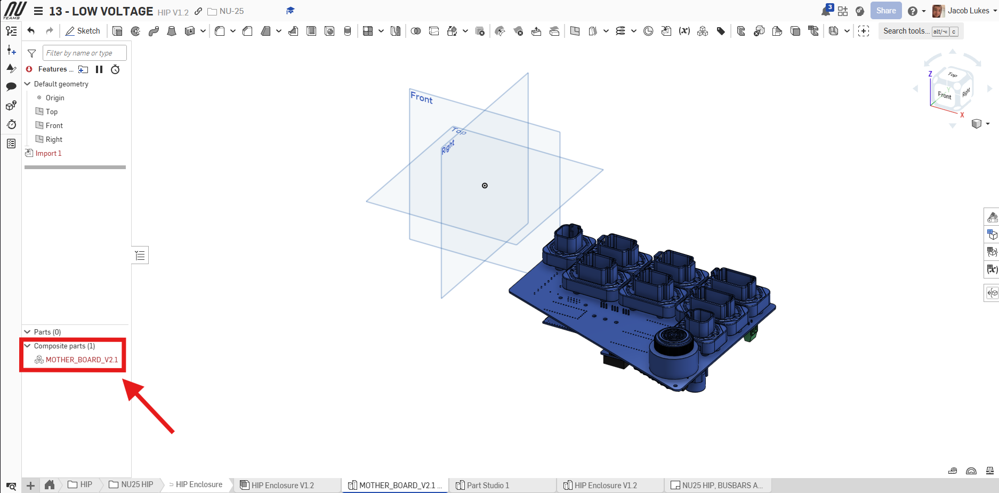 NU
TEAMS
13 - LOW VOLTAGE HIP V1.2 NU-25
3
Share
Jacob Lukes
Sketch
Search tools... alt/⌥ c
Filter by name or type
Features ...
Default geometry
Origin
Top
Front
Right
Import 1
Front
Top
Right
Z
Top
Y
Front
Right
X
Parts (0)
Composite parts (1)
MOTHER_BOARD_V2.1
HIP
NU25 HIP
HIP Enclosure
HIP Enclosure V1.2
MOTHER_BOARD_V2.1 ...
Part Studio 1
HIP Enclosure V1.2
NU25 HIP, BUSBARS A...